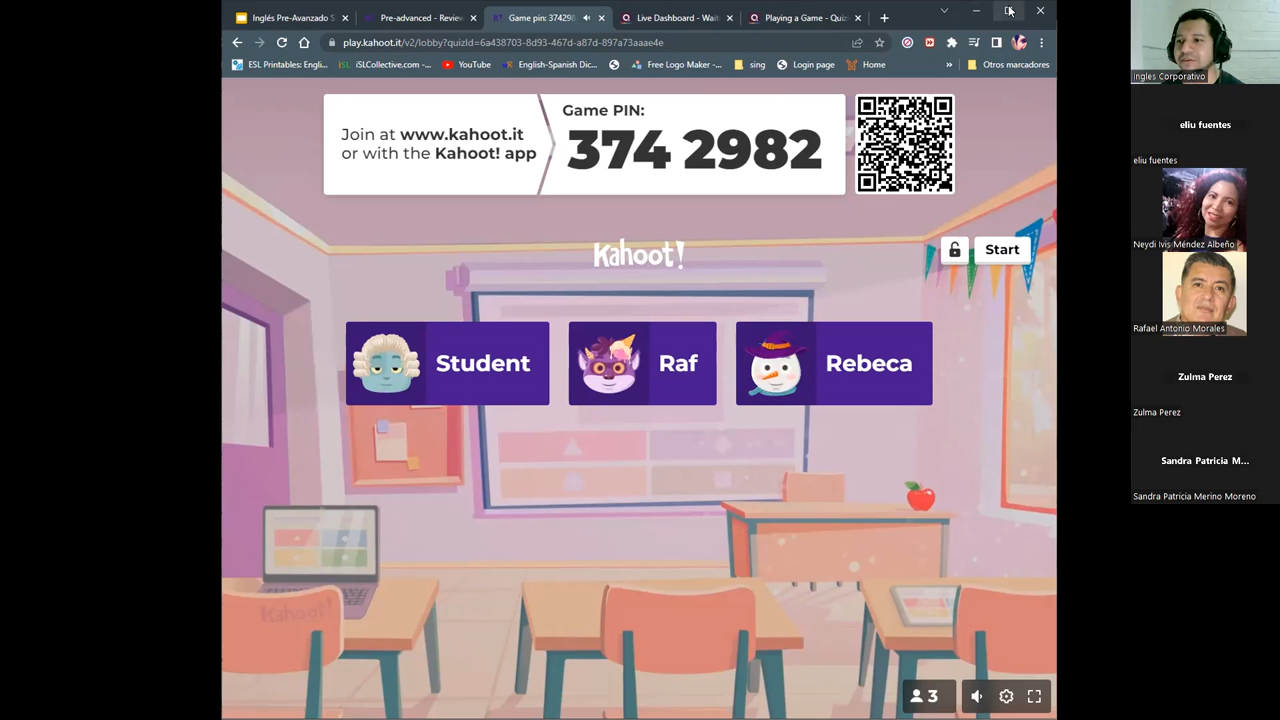 Inglés Pre-Avanzado S
Pre-advanced - Review
Game pin: 374298
Live Dashboard - Wait
Playing a Game - Quiz
play.kahoot.it/v2/lobby?quizId=6a438703-8d93-467d-a87d-897a73aaae4e
ESL Printables: Engli...
iSL
iSLCollective.com -...
YouTube
English-Spanish Dic...
Free Logo Maker -...
sing
Login page
Home
»
Otros marcadores
Join at www.kahoot.it
or with the Kahoot! app
Game PIN:
374 2982
Kahoot!
Start
Student
Raf
Rebeca
Kahoot!
3
Ingles Corporativo
eliu fuentes
eliu fuentes
Neydi Ivis Méndez Albeño
Rafael Antonio Morales
Zulma Perez
Zulma Perez
Sandra Patricia M...
Sandra Patricia Merino Moreno